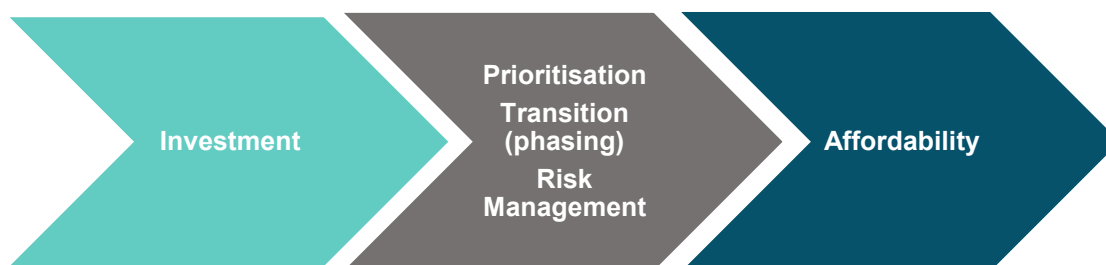 Investment
Prioritisation
Transition
(phasing)
Risk
Management
Affordability